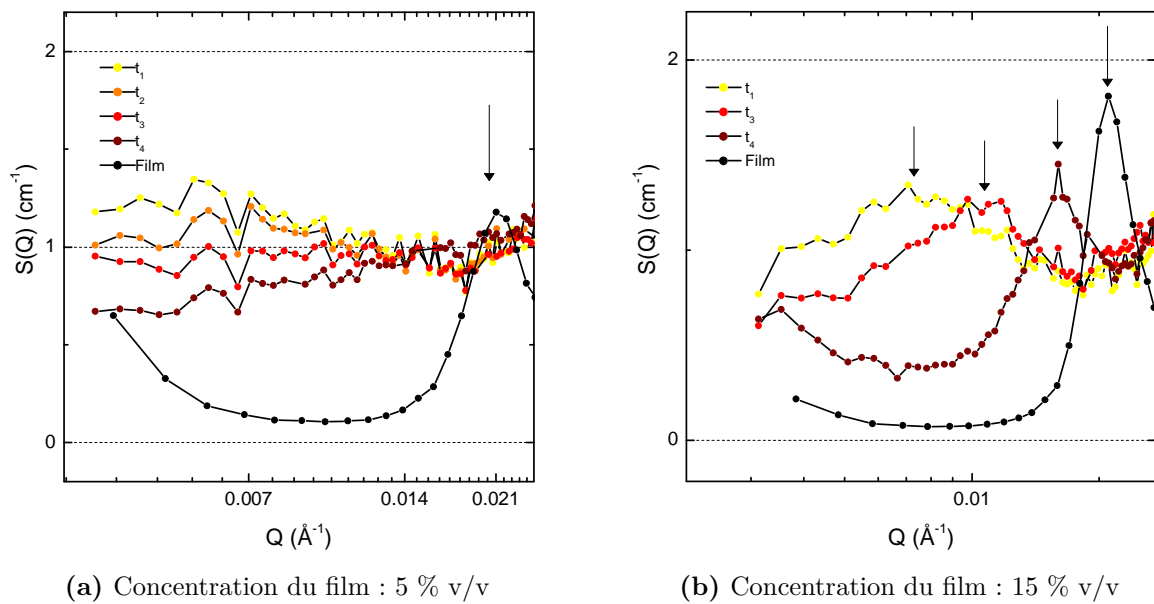 2
t₁
t₂
t₃
t₄
Film
1
0
S(Q) (cm⁻¹)
0.007
0.014
0.021
Q (Å⁻¹)
(a) Concentration du film : 5 % v/v
2
t₁
t₃
t₄
Film
0
S(Q) (cm⁻¹)
0.01
Q (Å⁻¹)
(b) Concentration du film : 15 % v/v